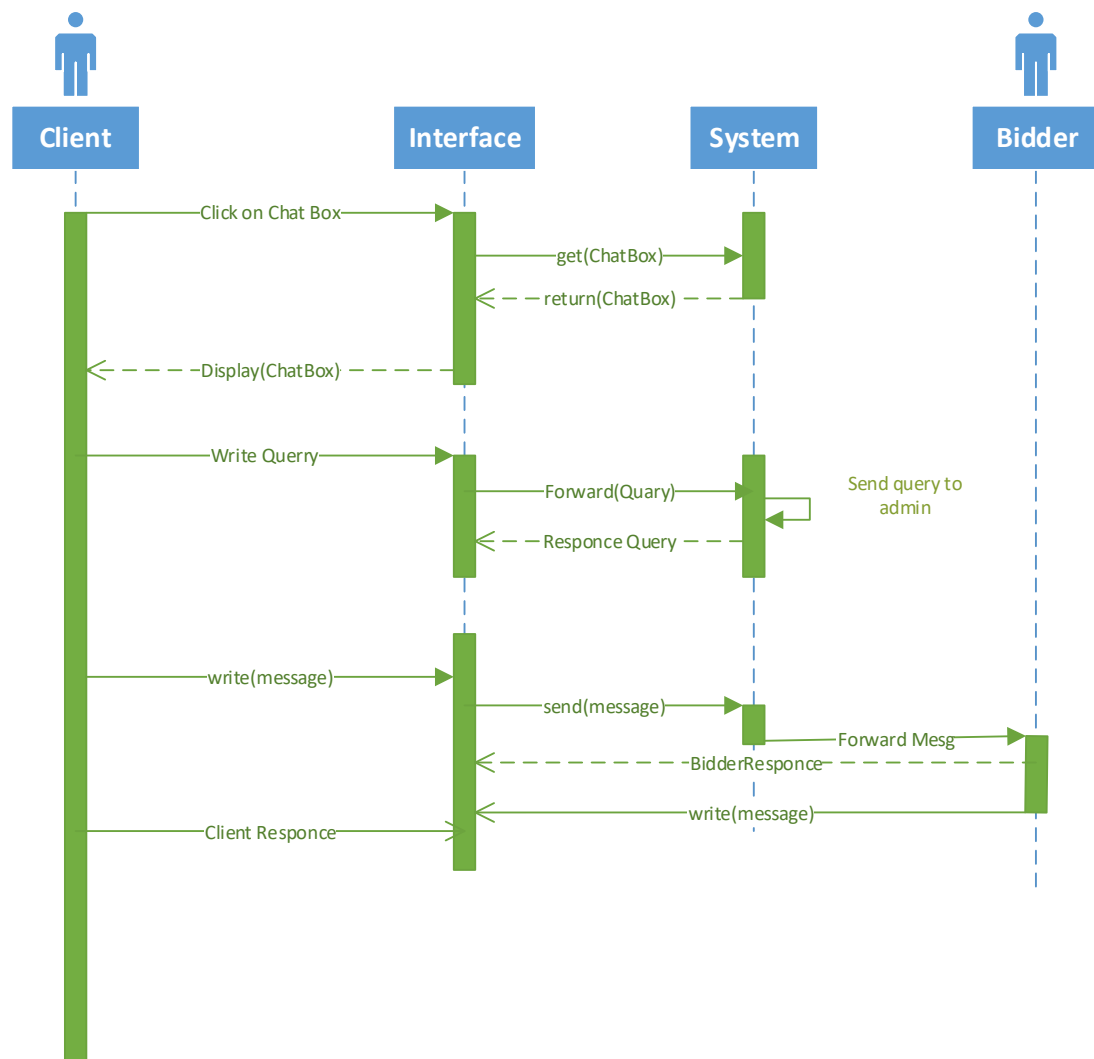 Client
Interface
System
Bidder
Click on Chat Box
get(ChatBox)
return(ChatBox)
Display(ChatBox)
Write Querry
Forward(Quary)
Send query to
admin
Responce Query
write(message)
send(message)
Forward Mesg
BidderResponce
write(message)
Client Responce